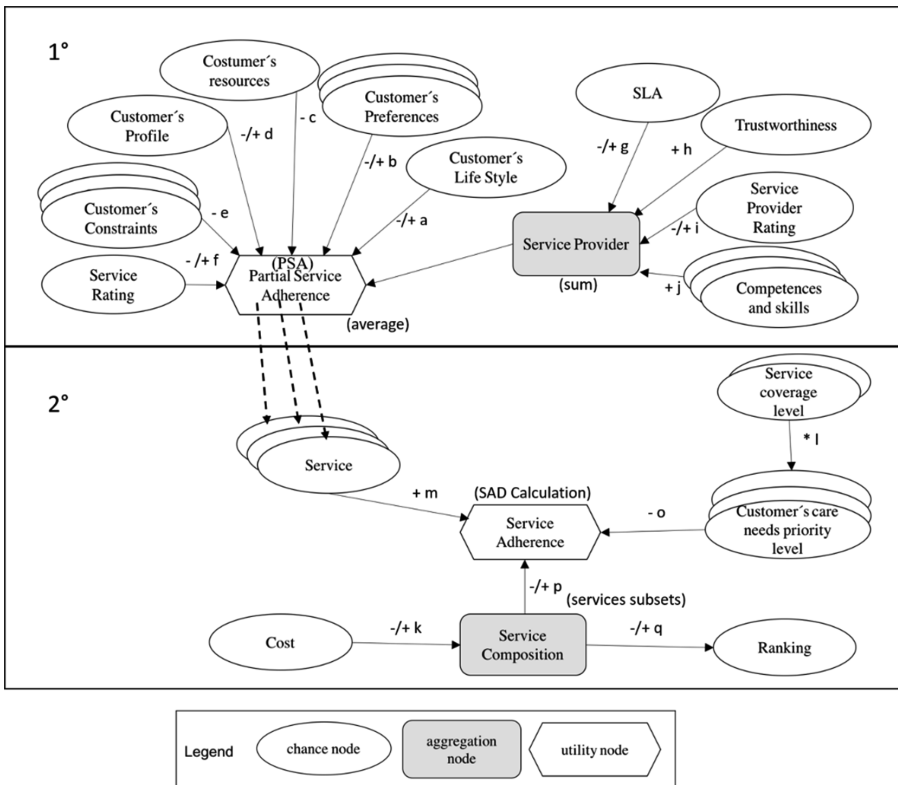 1°
Costumer´s
resources
- c
Customer´s
Preferences
-/+ b
Customer´s
Profile
-/+ d
Customer´s
Life Style
-/+ a
Customer´s
Constraints
- e
Service
Rating
-/+ f
(PSA)
Partial Service
Adherence
(average)
SLA
-/+ g
Trustworthiness
+ h
Service
Provider
Rating
-/+ i
Service Provider
(sum)
+ j
Competences
and skills
2°
Service
coverage
level
* l
Service
+ m
(SAD Calculation)
Service
Adherence
- o
Customer´s care
needs priority
level
-/+ p
(services subsets)
Cost
-/+ k
Service
Composition
-/+ q
Ranking
Legend
chance node
aggregation
node
utility node